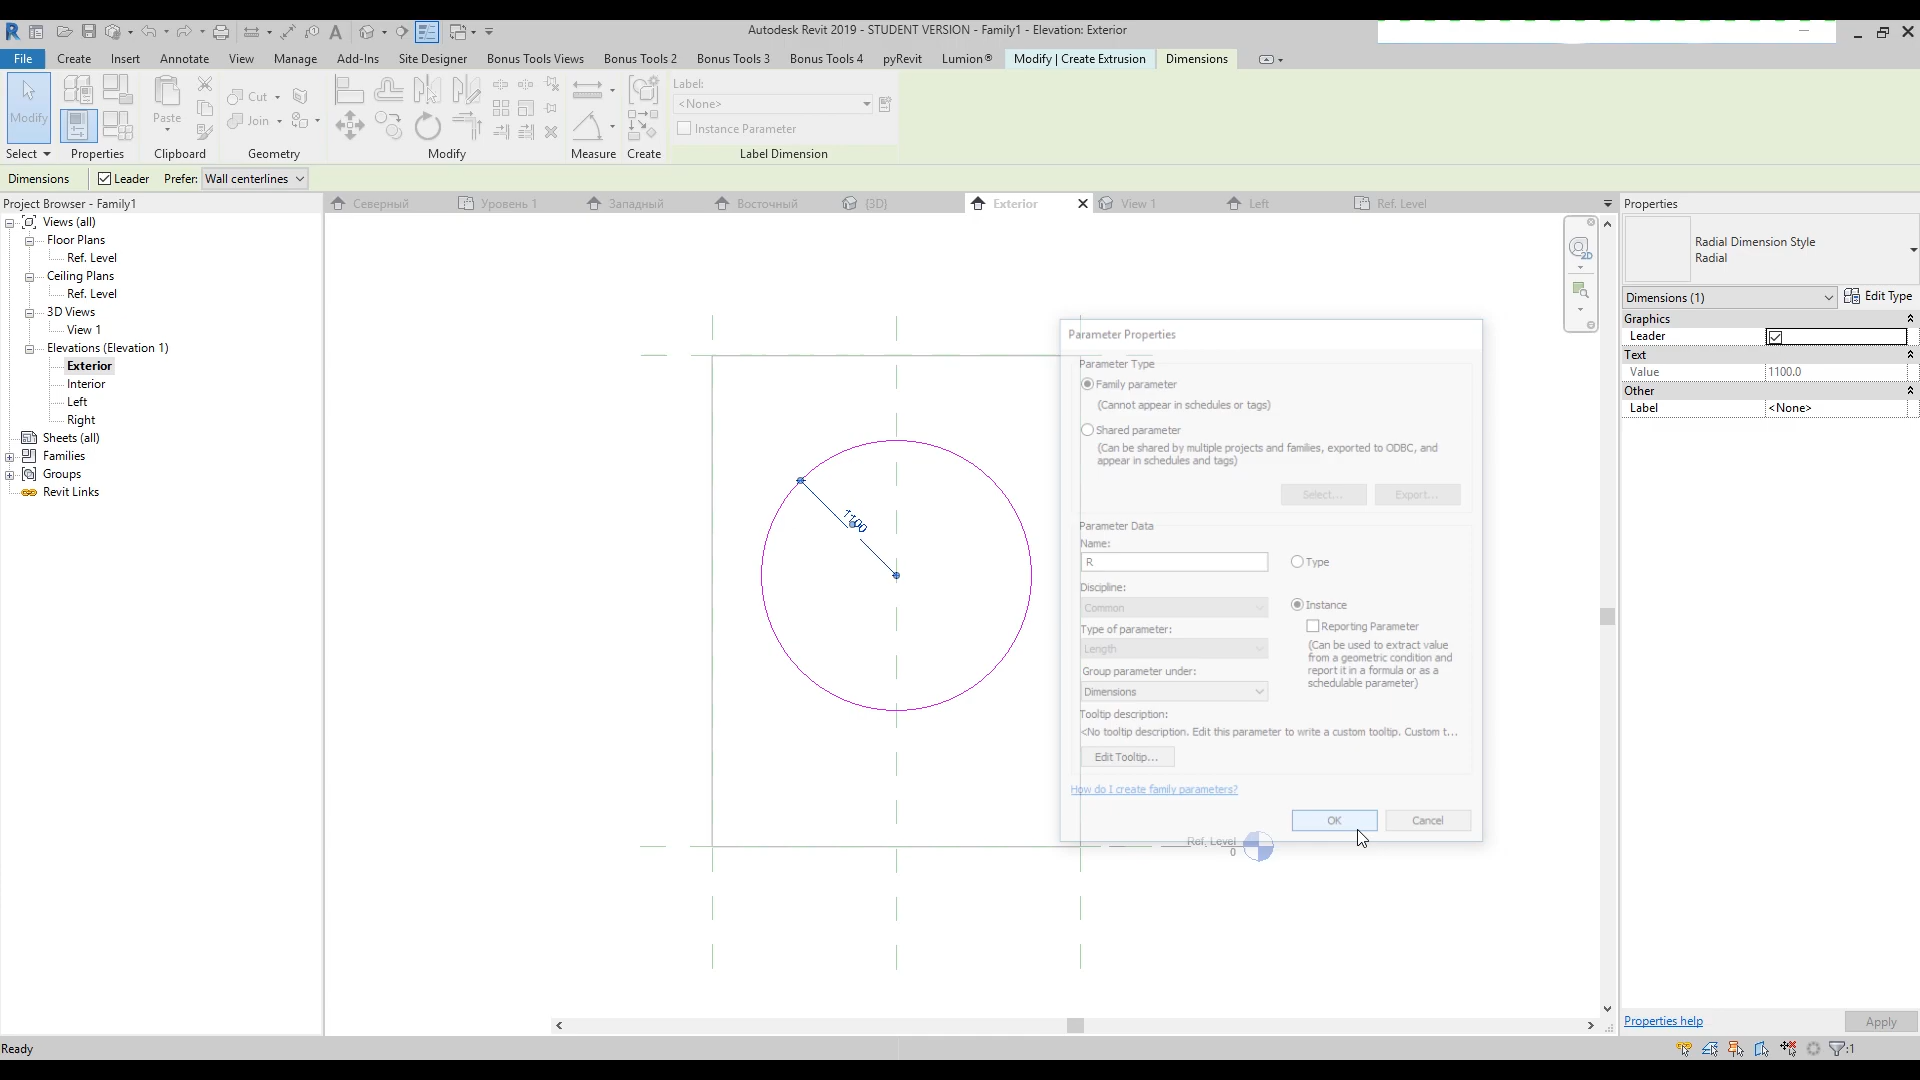 Autodesk Revit 2019 - STUDENT VERSION - Family1 - Elevation: Exterior
File Create Insert Annotate View Manage Add-Ins Site Designer Bonus Tools Views Bonus Tools 2 Bonus Tools 3 Bonus Tools 4 pyRevit Lumion® Modify | Create Extrusion Dimensions
Label:
Cut
<None>
Modify Paste
Join
Instance Parameter
Select Properties Clipboard Geometry Modify Measure Create Label Dimension
Dimensions Leader Prefer: Wall centerlines
Project Browser - Family1
Северный Уровень 1 Западный Восточный {3D} Exterior View 1 Left Ref. Level
Views (all)
Floor Plans
Ref. Level
Ceiling Plans
Ref. Level
3D Views
View 1
Elevations (Elevation 1)
Exterior
Interior
Left
Right
Sheets (all)
Families
Groups
Revit Links
2D
1100
Parameter Properties
Parameter Type
Family parameter
(Cannot appear in schedules or tags)
Shared parameter
(Can be shared by multiple projects and families, exported to ODBC, and
appear in schedules and tags)
Select... Export...
Parameter Data
Name:
R
Type
Discipline:
Common
Instance
Reporting Parameter
Type of parameter:
Length
(Can be used to extract value
from a geometric condition and
report it in a formula or as a
schedulable parameter)
Group parameter under:
Dimensions
Tooltip description:
<No tooltip description. Edit this parameter to write a custom tooltip. Custom t...
Edit Tooltip...
How do I create family parameters?
OK Cancel
Ref. Level
0
Properties
Radial Dimension Style
Radial
Dimensions (1) Edit Type
Graphics
Leader
Text
Value 1100.0
Other
Label <None>
Properties help Apply
Ready
:1